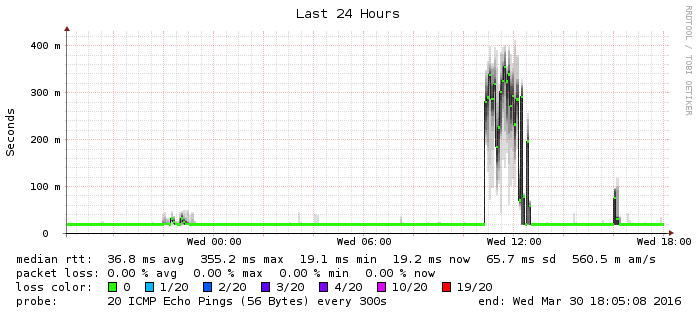 Last 24 Hours
RRDTOOL / TOBI OETIKER
Seconds
400 m
300 m
200 m
100 m
0
Wed 00:00 Wed 06:00 Wed 12:00 Wed 18:00
median rtt: 36.8 ms avg 355.2 ms max 19.1 ms min 19.2 ms now 65.7 ms sd 560.5 m am/s
packet loss: 0.00 % avg 0.00 % max 0.00 % min 0.00 % now
loss color: 0 1/20 2/20 3/20 4/20 10/20 19/20
probe: 20 ICMP Echo Pings (56 Bytes) every 300s end: Wed Mar 30 18:05:08 2016